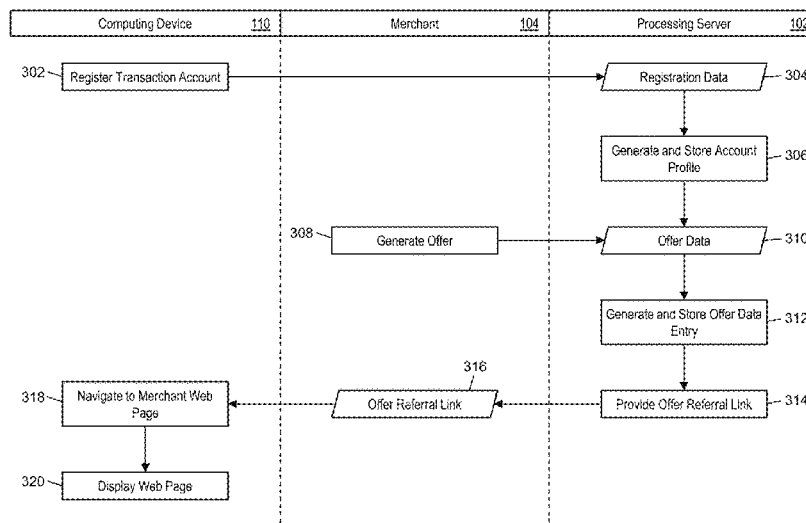 Computing Device 110
Merchant 104
Processing Server 102
302
Register Transaction Account
Registration Data
304
Generate and Store Account
Profile
306
308
Generate Offer
Offer Data
310
Generate and Store Offer Data
Entry
312
316
318
Navigate to Merchant Web
Page
Offer Referral Link
Provide Offer Referral Link
314
320
Display Web Page